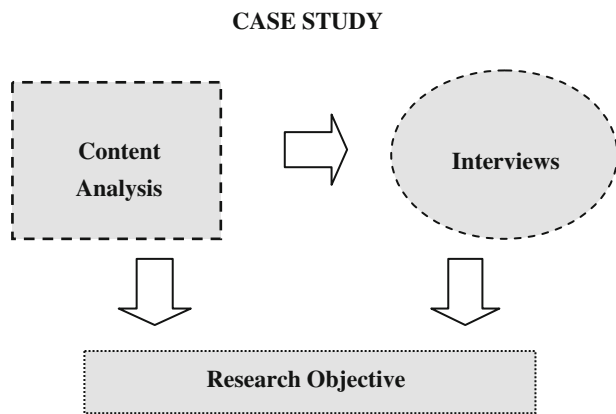 CASE STUDY
Content
Analysis
Interviews
Research Objective